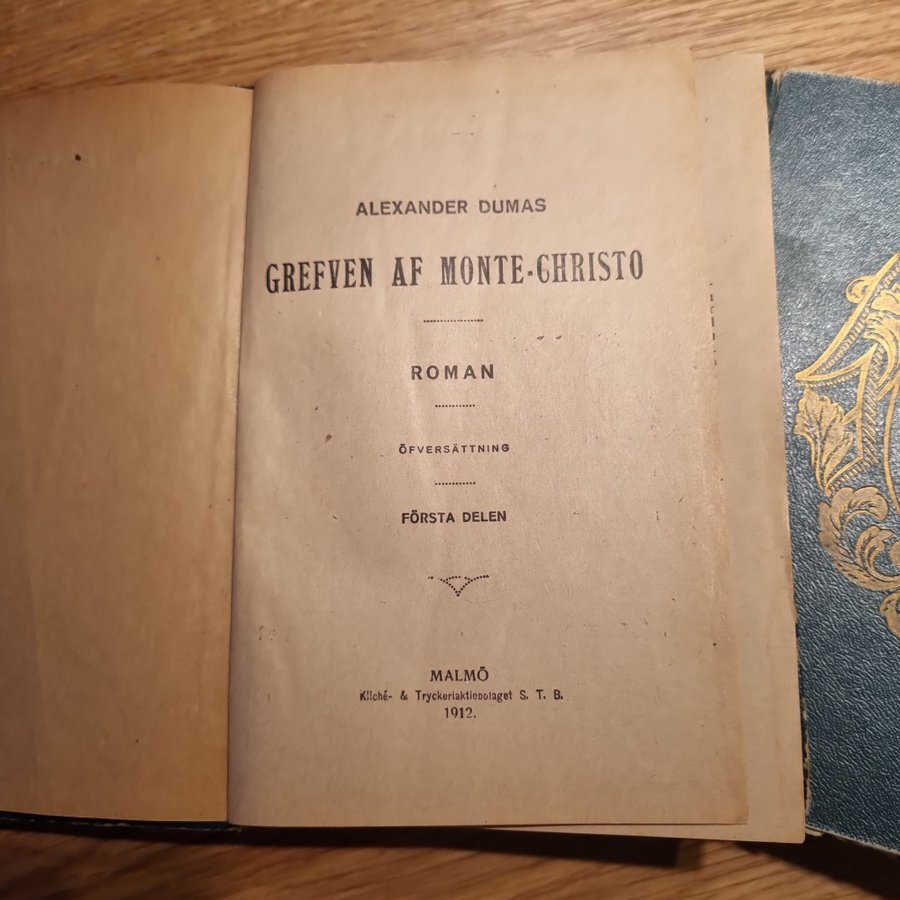 ALEXANDER DUMAS
GREFVEN AF MONTE-CHRISTO
ROMAN
ÖFVERSÄTTNING
FÖRSTA DELEN
MALMÖ
Kliché- & Tryckeriaktiebolaget S. T. B.
1912.